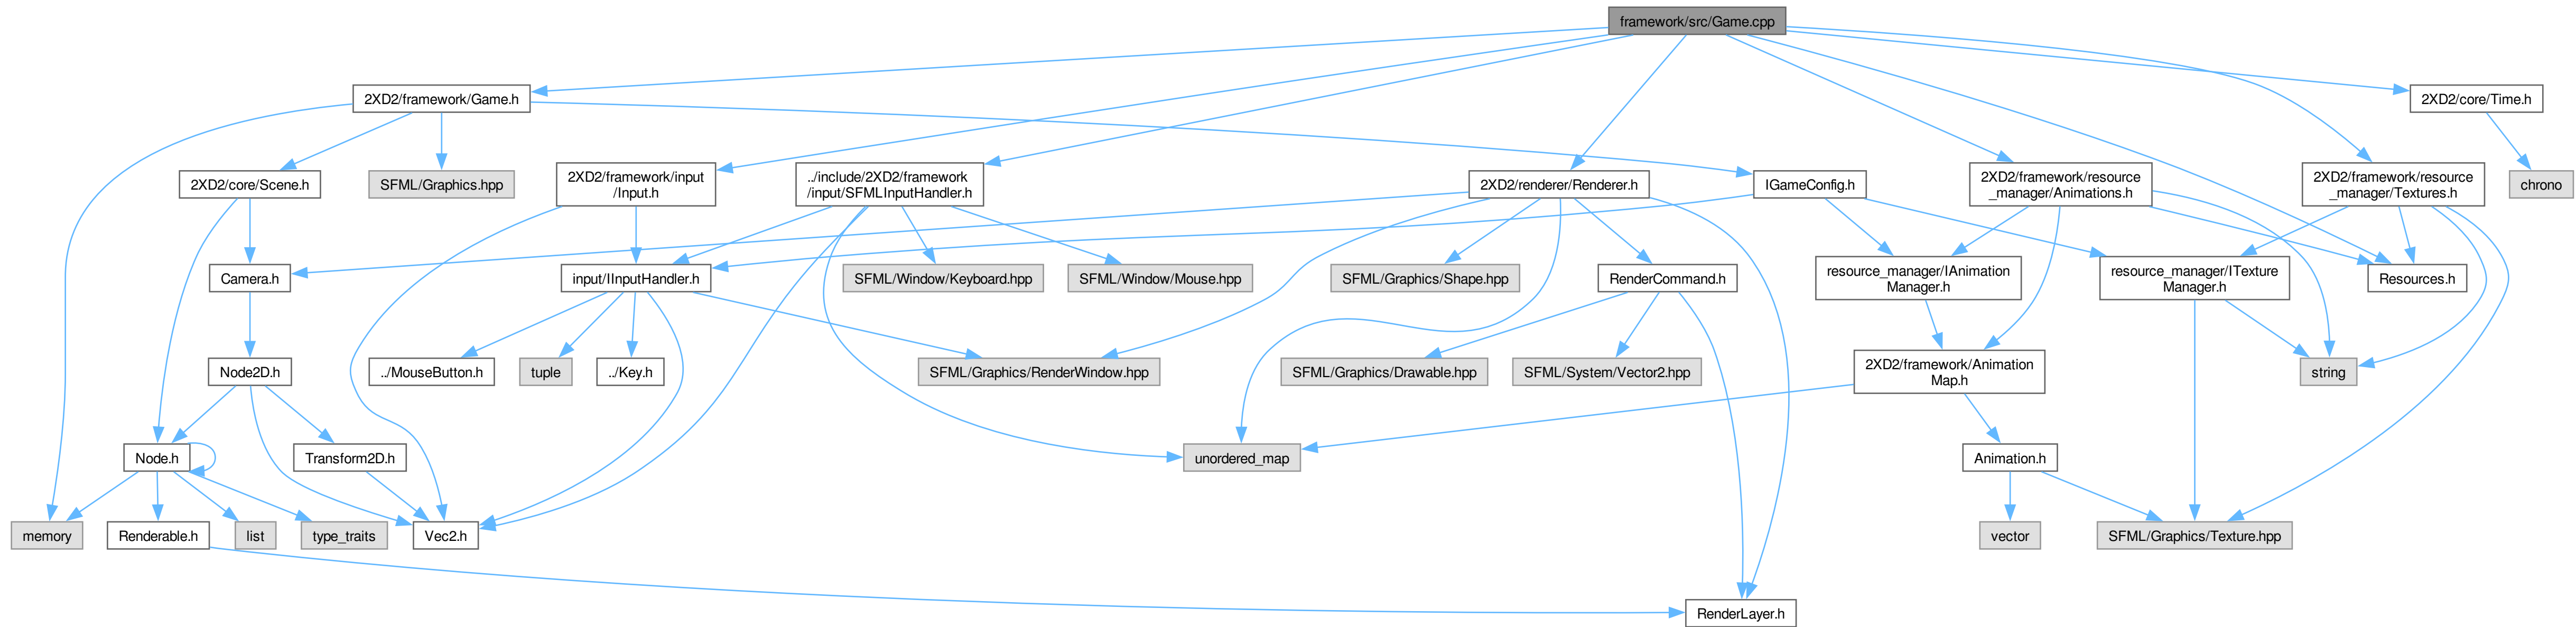 framework/src/Game.cpp
2XD2/framework/Game.h
2XD2/core/Time.h
2XD2/core/Scene.h
SFML/Graphics.hpp
2XD2/framework/input
/Input.h
../include/2XD2/framework
/input/SFMLInputHandler.h
2XD2/renderer/Renderer.h
IGameConfig.h
2XD2/framework/resource
_manager/Animations.h
2XD2/framework/resource
_manager/Textures.h
chrono
Camera.h
input/IInputHandler.h
SFML/Window/Keyboard.hpp
SFML/Window/Mouse.hpp
SFML/Graphics/Shape.hpp
RenderCommand.h
resource_manager/IAnimation
Manager.h
resource_manager/ITexture
Manager.h
Resources.h
Node2D.h
../MouseButton.h
tuple
../Key.h
SFML/Graphics/RenderWindow.hpp
SFML/Graphics/Drawable.hpp
SFML/System/Vector2.hpp
2XD2/framework/Animation
Map.h
string
Node.h
Transform2D.h
unordered_map
Animation.h
memory
Renderable.h
list
type_traits
Vec2.h
vector
SFML/Graphics/Texture.hpp
RenderLayer.h